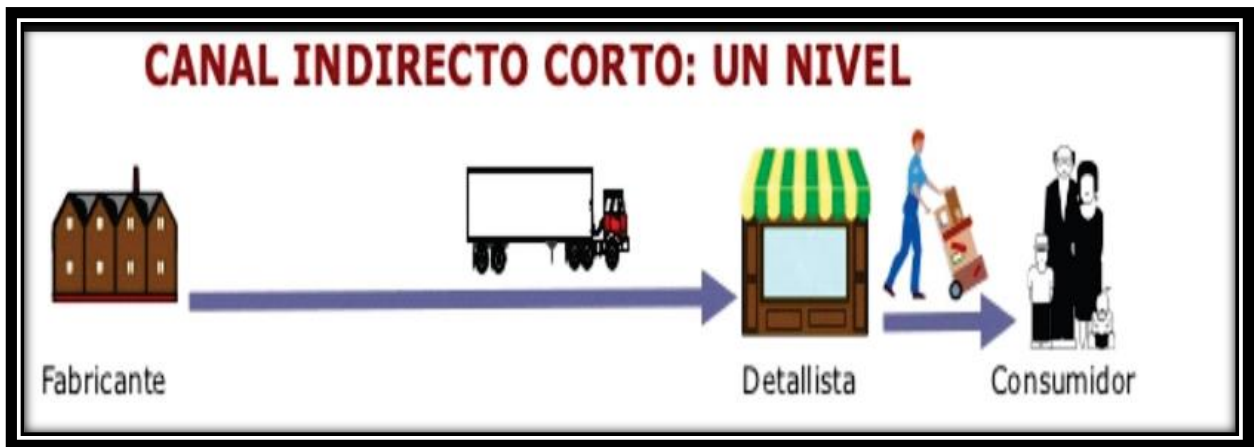 CANAL INDIRECTO CORTO: UN NIVEL
Fabricante
Detallista
Consumidor